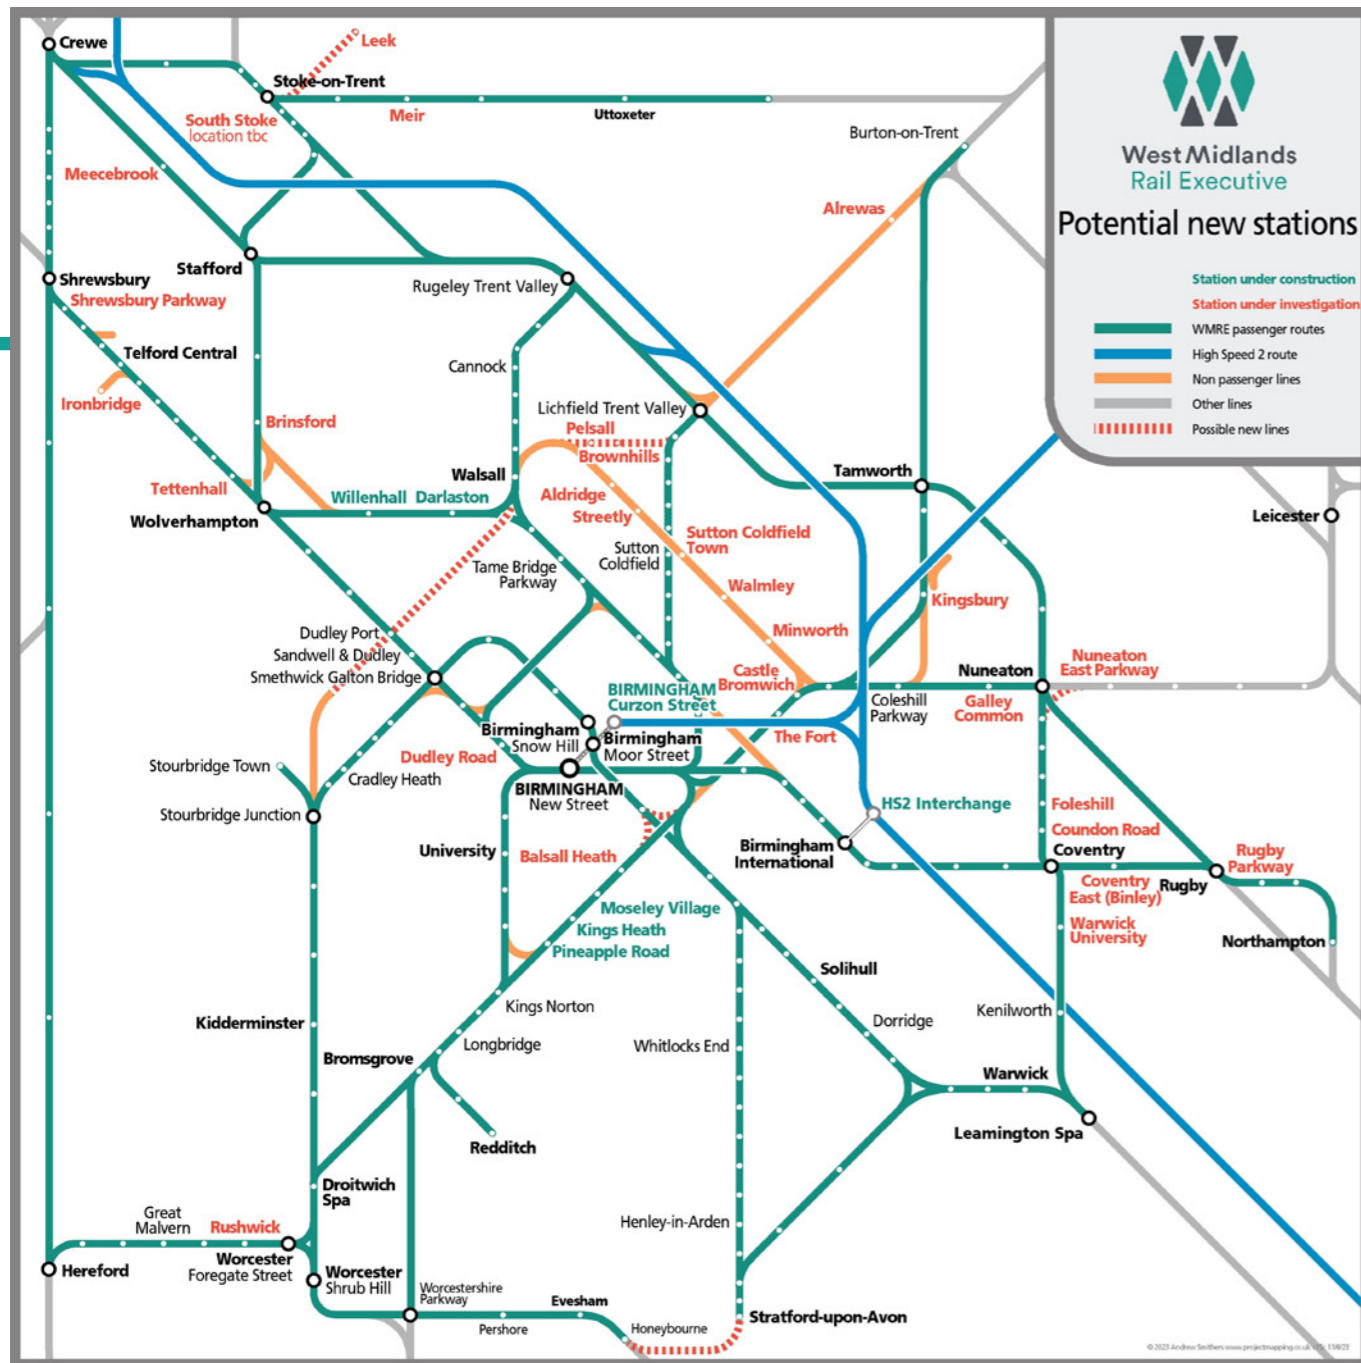 Crewe
Leek
Stoke-on-Trent
South Stoke
location tbc
Meir
Uttoxeter
Burton-on-Trent
West Midlands
Rail Executive
Potential new stations
Station under construction
Station under investigation
WMRE passenger routes
High Speed 2 route
Non passenger lines
Other lines
Possible new lines
Meecebrook
Alrewas
Stafford
Shrewsbury
Shrewsbury Parkway
Rugeley Trent Valley
Telford Central
Cannock
Ironbridge
Brinsford
Lichfield Trent Valley
Pelsall
Brownhills
Tamworth
Walsall
Tettenhall
Willenhall Darlaston
Wolverhampton
Aldridge
Streetly
Leicester
Sutton Coldfield
Town
Sutton
Coldfield
Tame Bridge
Parkway
Walmley
Kingsbury
Minworth
Dudley Port
Sandwell & Dudley
Smethwick Galton Bridge
Castle
Bromwich
Nuneaton
Nuneaton
East Parkway
BIRMINGHAM
Curzon Street
Coleshill
Parkway
Galley
Common
Birmingham
Snow Hill
Birmingham
Moor Street
The Fort
Dudley Road
Stourbridge Town
Cradley Heath
BIRMINGHAM
New Street
Stourbridge Junction
HS2 Interchange
Foleshill
Coundon Road
University
Balsall Heath
Birmingham
International
Coventry
Rugby
Parkway
Coventry
East (Binley)
Rugby
Moseley Village
Kings Heath
Pineapple Road
Warwick
University
Northampton
Solihull
Kings Norton
Kenilworth
Kidderminster
Dorridge
Longbridge
Whitlocks End
Bromsgrove
Warwick
Leamington Spa
Redditch
Droitwich
Spa
Great
Malvern
Rushwick
Henley-in-Arden
Worcester
Foregate Street
Hereford
Worcester
Shrub Hill
Worcestershire
Parkway
Evesham
Pershore
Honeybourne
Stratford-upon-Avon
© 2023 Andrew Smithers www.projectmapping.co.uk